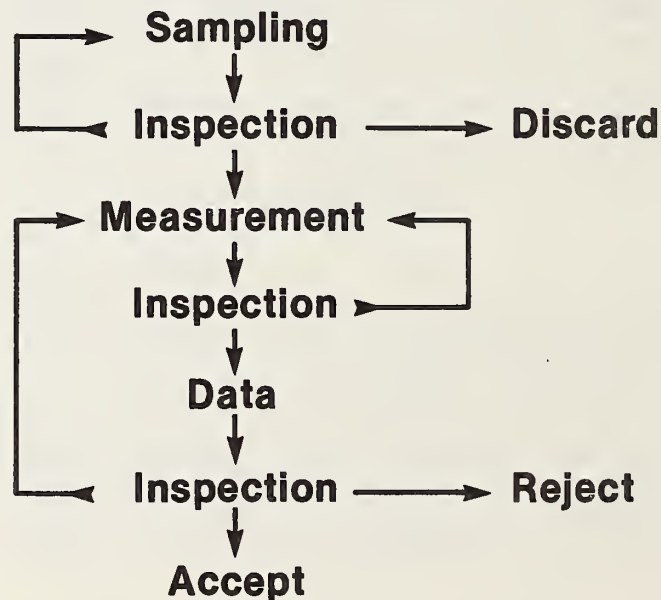 Sampling
Inspection Discard
Measurement
Inspection
Data
Inspection Reject
Accept